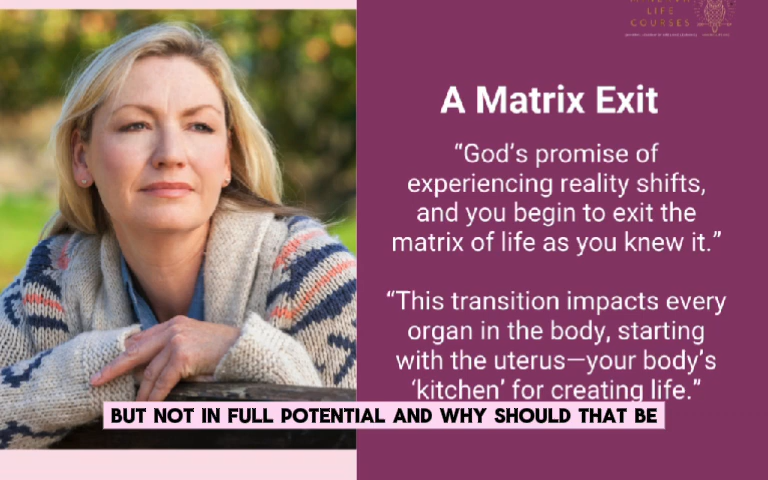 LIFE
COURSES
A Matrix Exit
“God’s promise of
experiencing reality shifts,
and you begin to exit the
matrix of life as you knew it.”
“This transition impacts every
organ in the body, starting
with the uterus—your body’s
‘kitchen’ for creating life.”
BUT NOT IN FULL POTENTIAL AND WHY SHOULD THAT BE